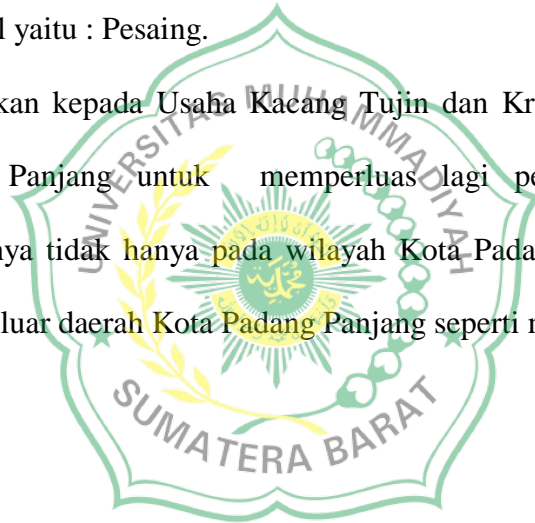 l yaitu : Pesaing.
kan kepada Usaha Kacang Tujin dan Kr
Panjang untuk memperluas lagi pe
nya tidak hanya pada wilayah Kota Pada
luar daerah Kota Padang Panjang seperti
UNIVERSITAS MUHAMMADIYAH
SUMATERA BARAT